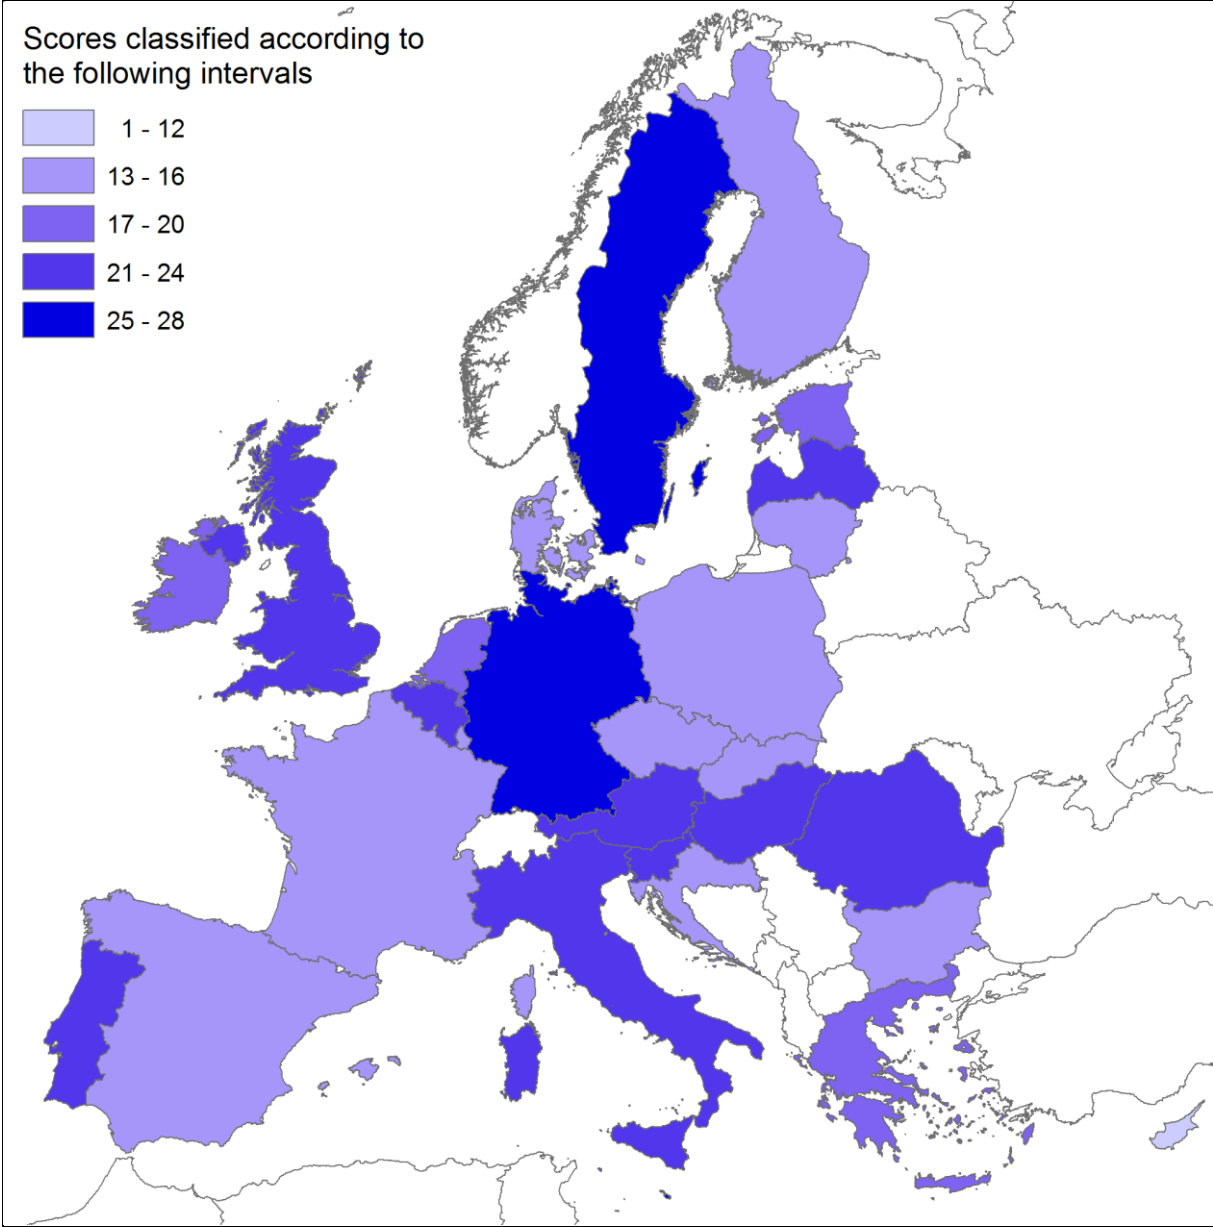 Scores classified according to
the following intervals
1 - 12
13 - 16
17 - 20
21 - 24
25 - 28